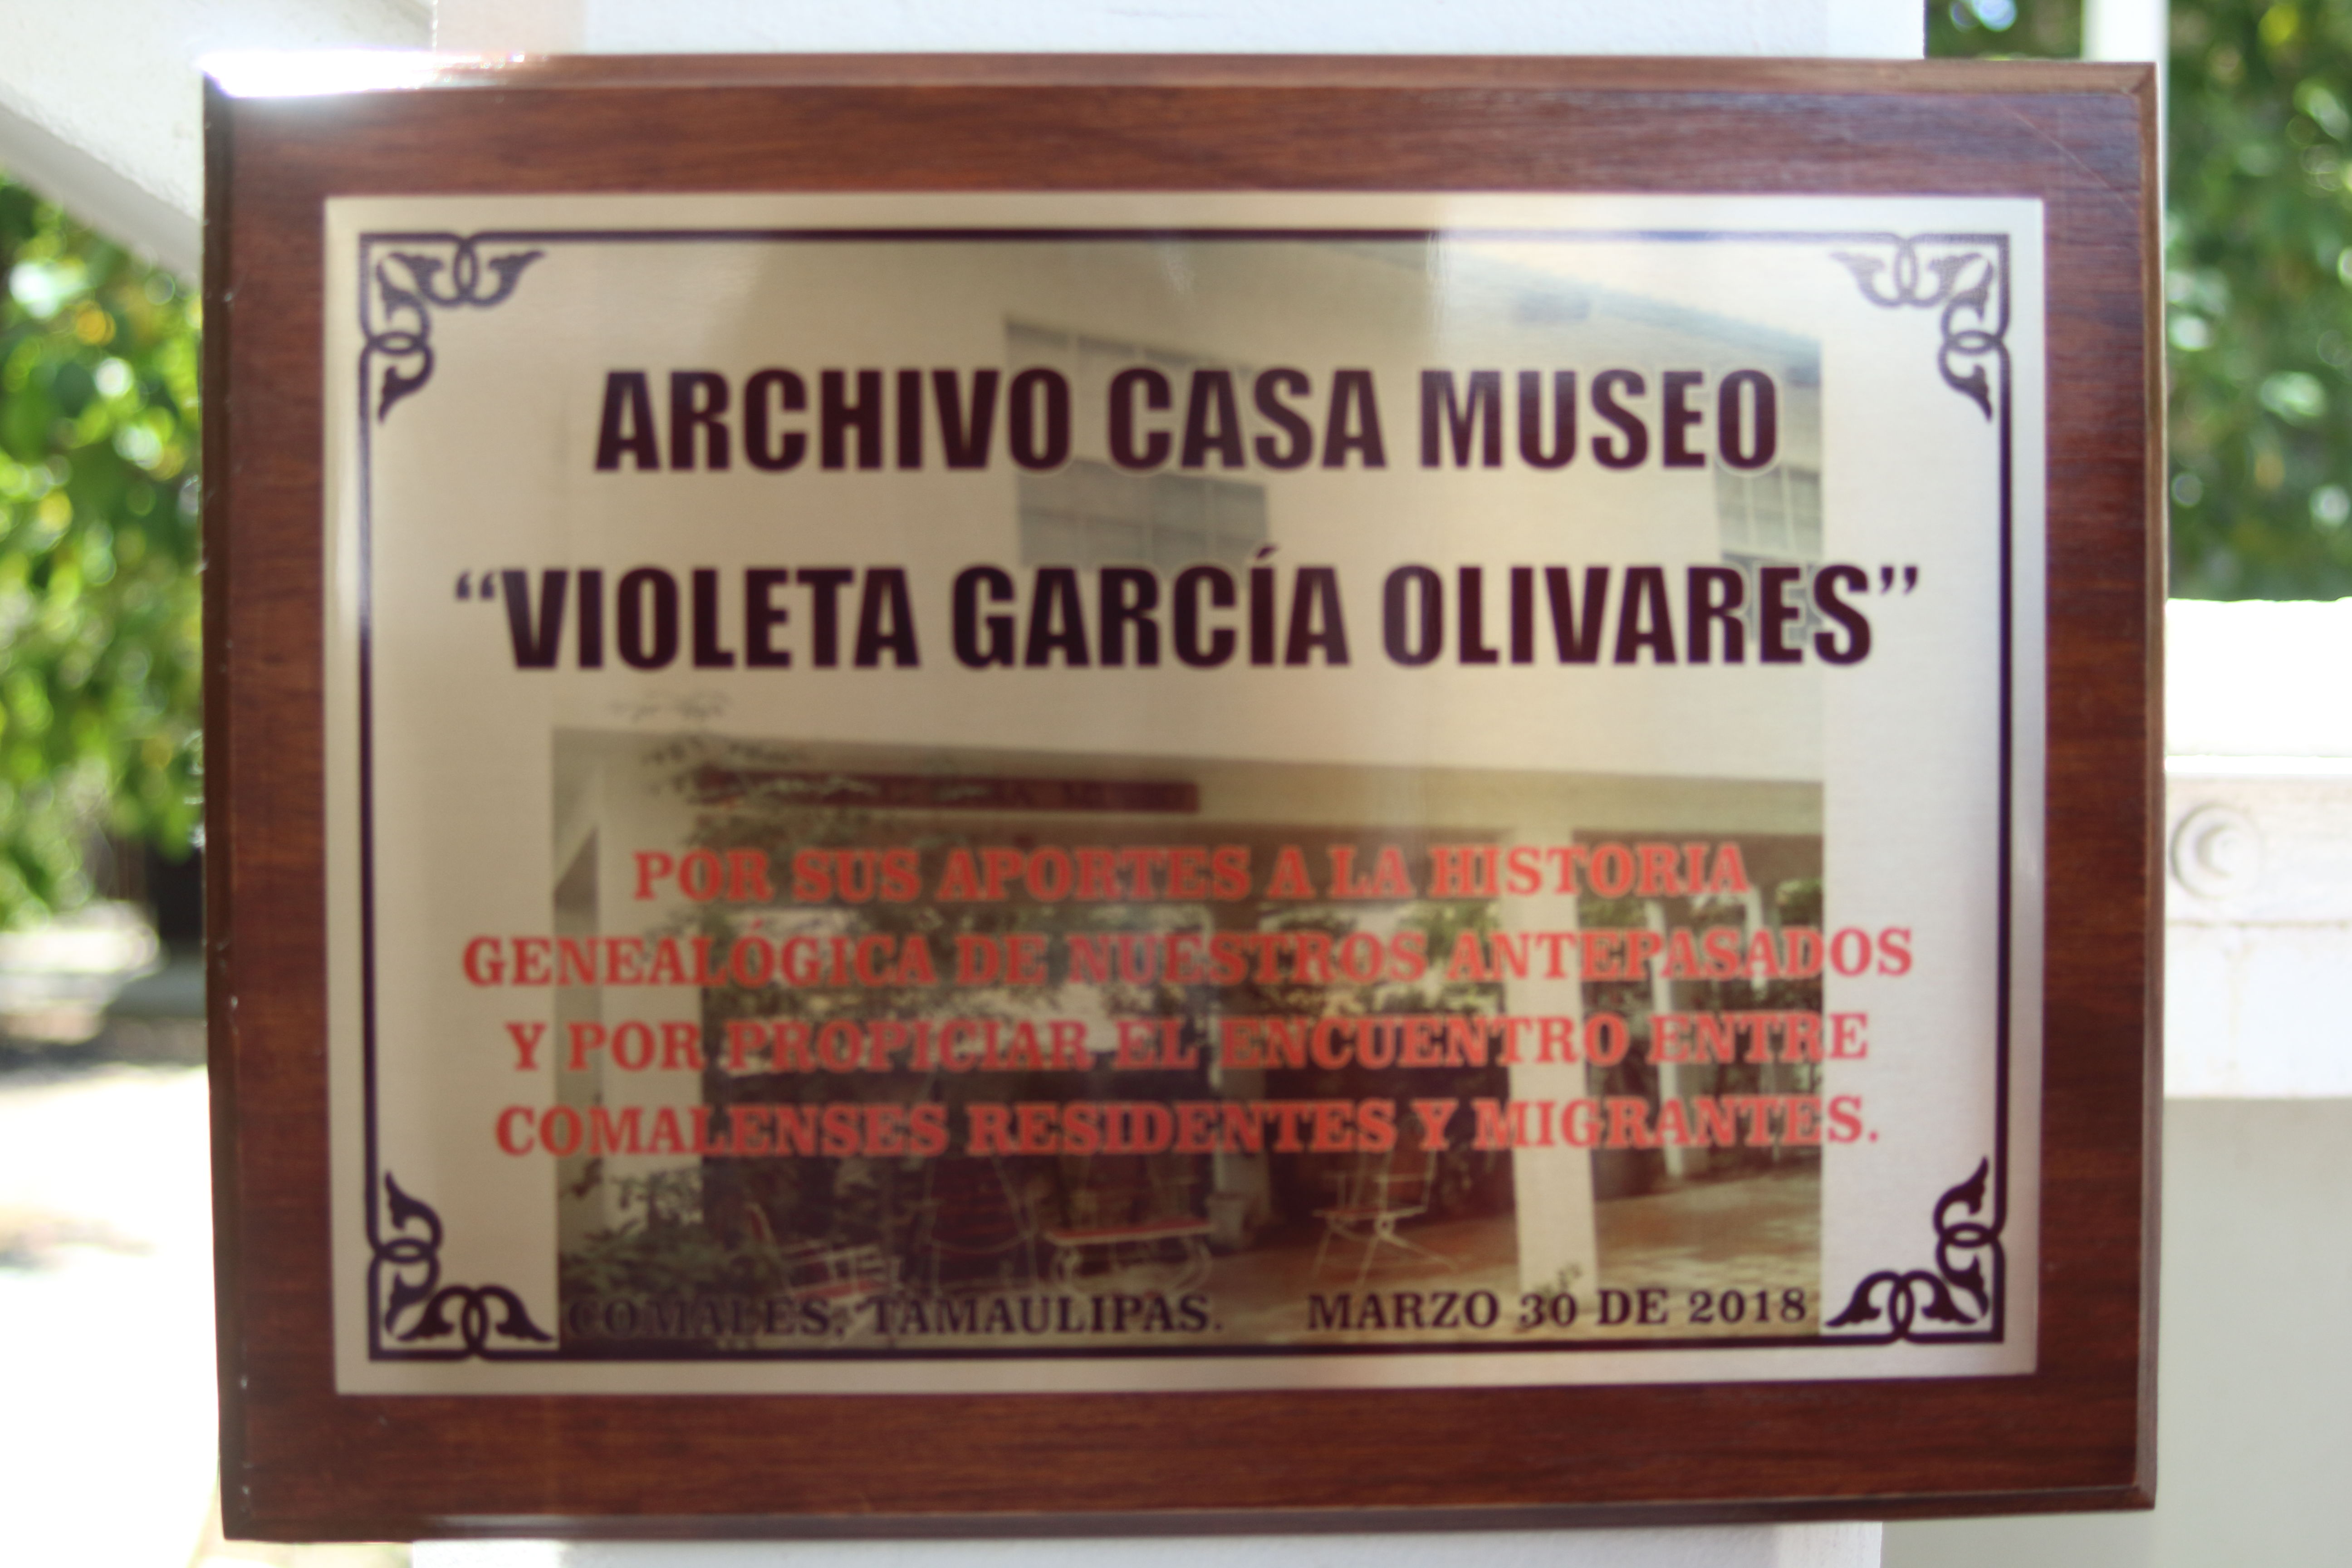 ARCHIVO CASA MUSEO
“VIOLETA GARCÍA OLIVARES”
POR SUS APORTES A LA HISTORIA
GENEALÓGICA DE NUESTROS ANTEPASADOS
Y POR PROPICIAR EL ENCUENTRO ENTRE
COMALENSES RESIDENTES Y MIGRANTES.
COMALES, TAMAULIPAS. MARZO 30 DE 2018